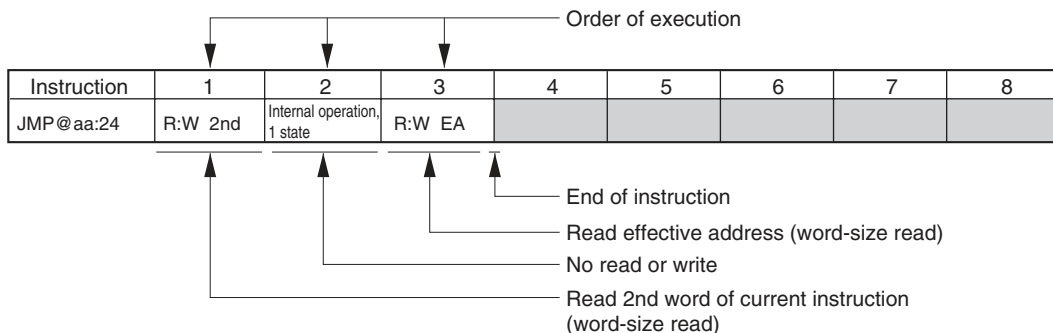 Order of execution
Instruction 1 2 3 4 5 6 7 8
JMP@aa:24 R:W 2nd Internal operation, 1 state R:W EA
End of instruction
Read effective address (word-size read)
No read or write
Read 2nd word of current instruction
(word-size read)